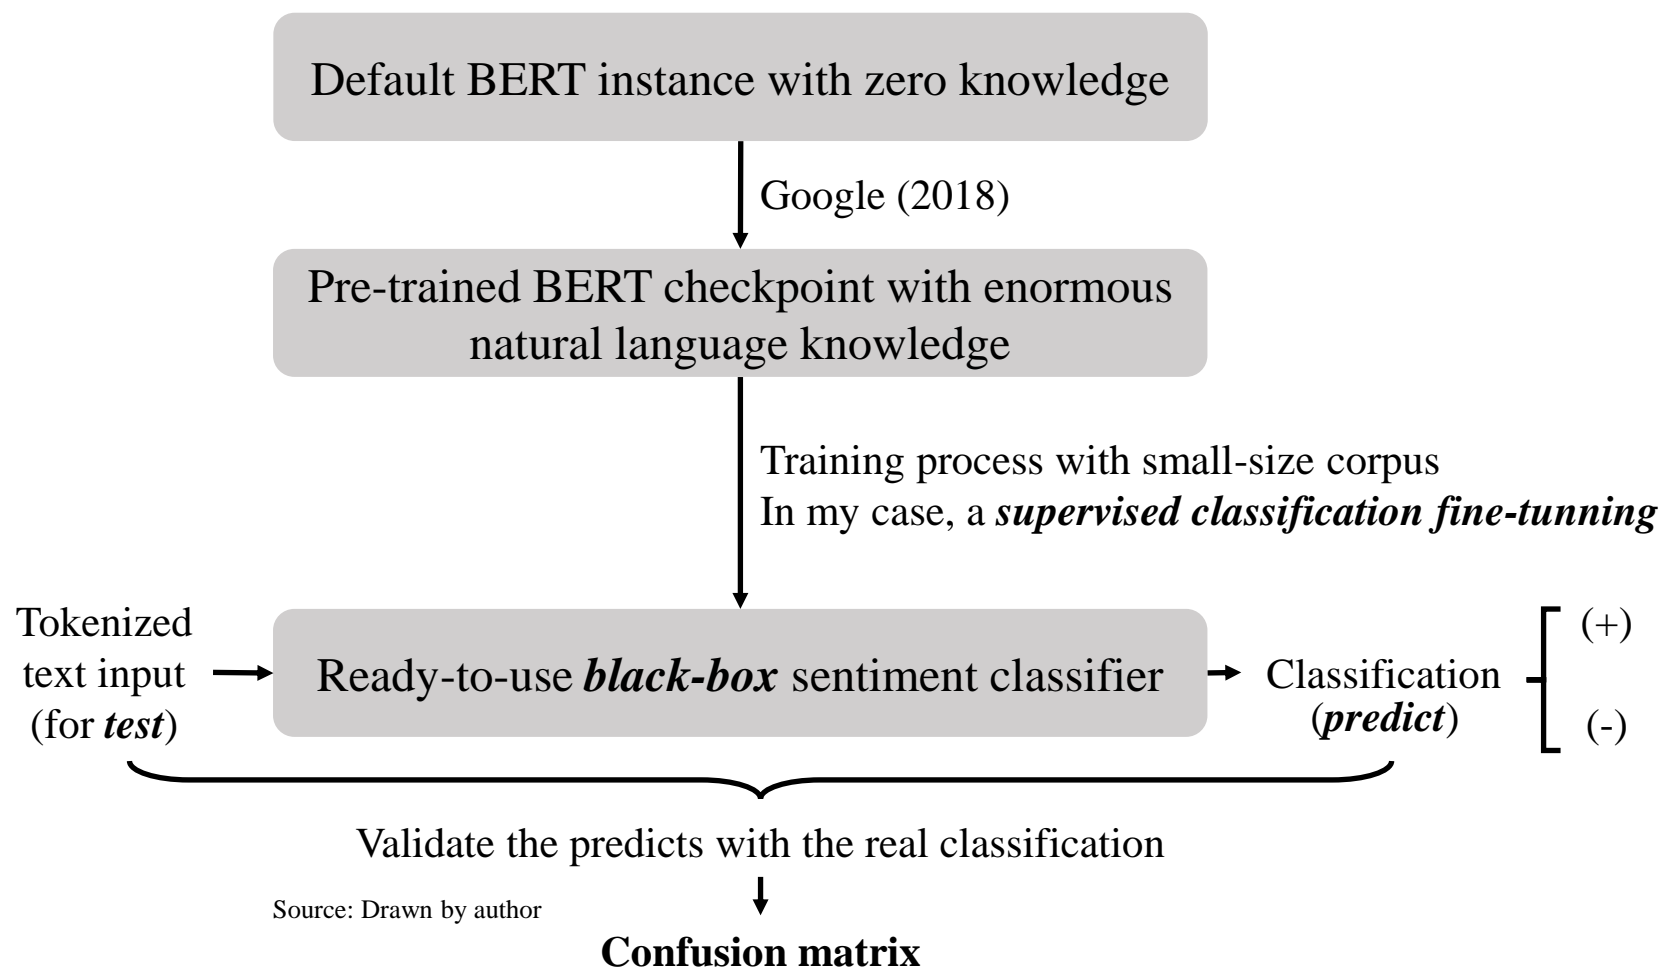 Default BERT instance with zero knowledge
Google (2018)
Pre-trained BERT checkpoint with enormous
natural language knowledge
Training process with small-size corpus
In my case, a supervised classification fine-tunning
Tokenized
text input
(for test)
Ready-to-use black-box sentiment classifier
Classification
(predict)
(+)
(-)
Validate the predicts with the real classification
Source: Drawn by author
Confusion matrix